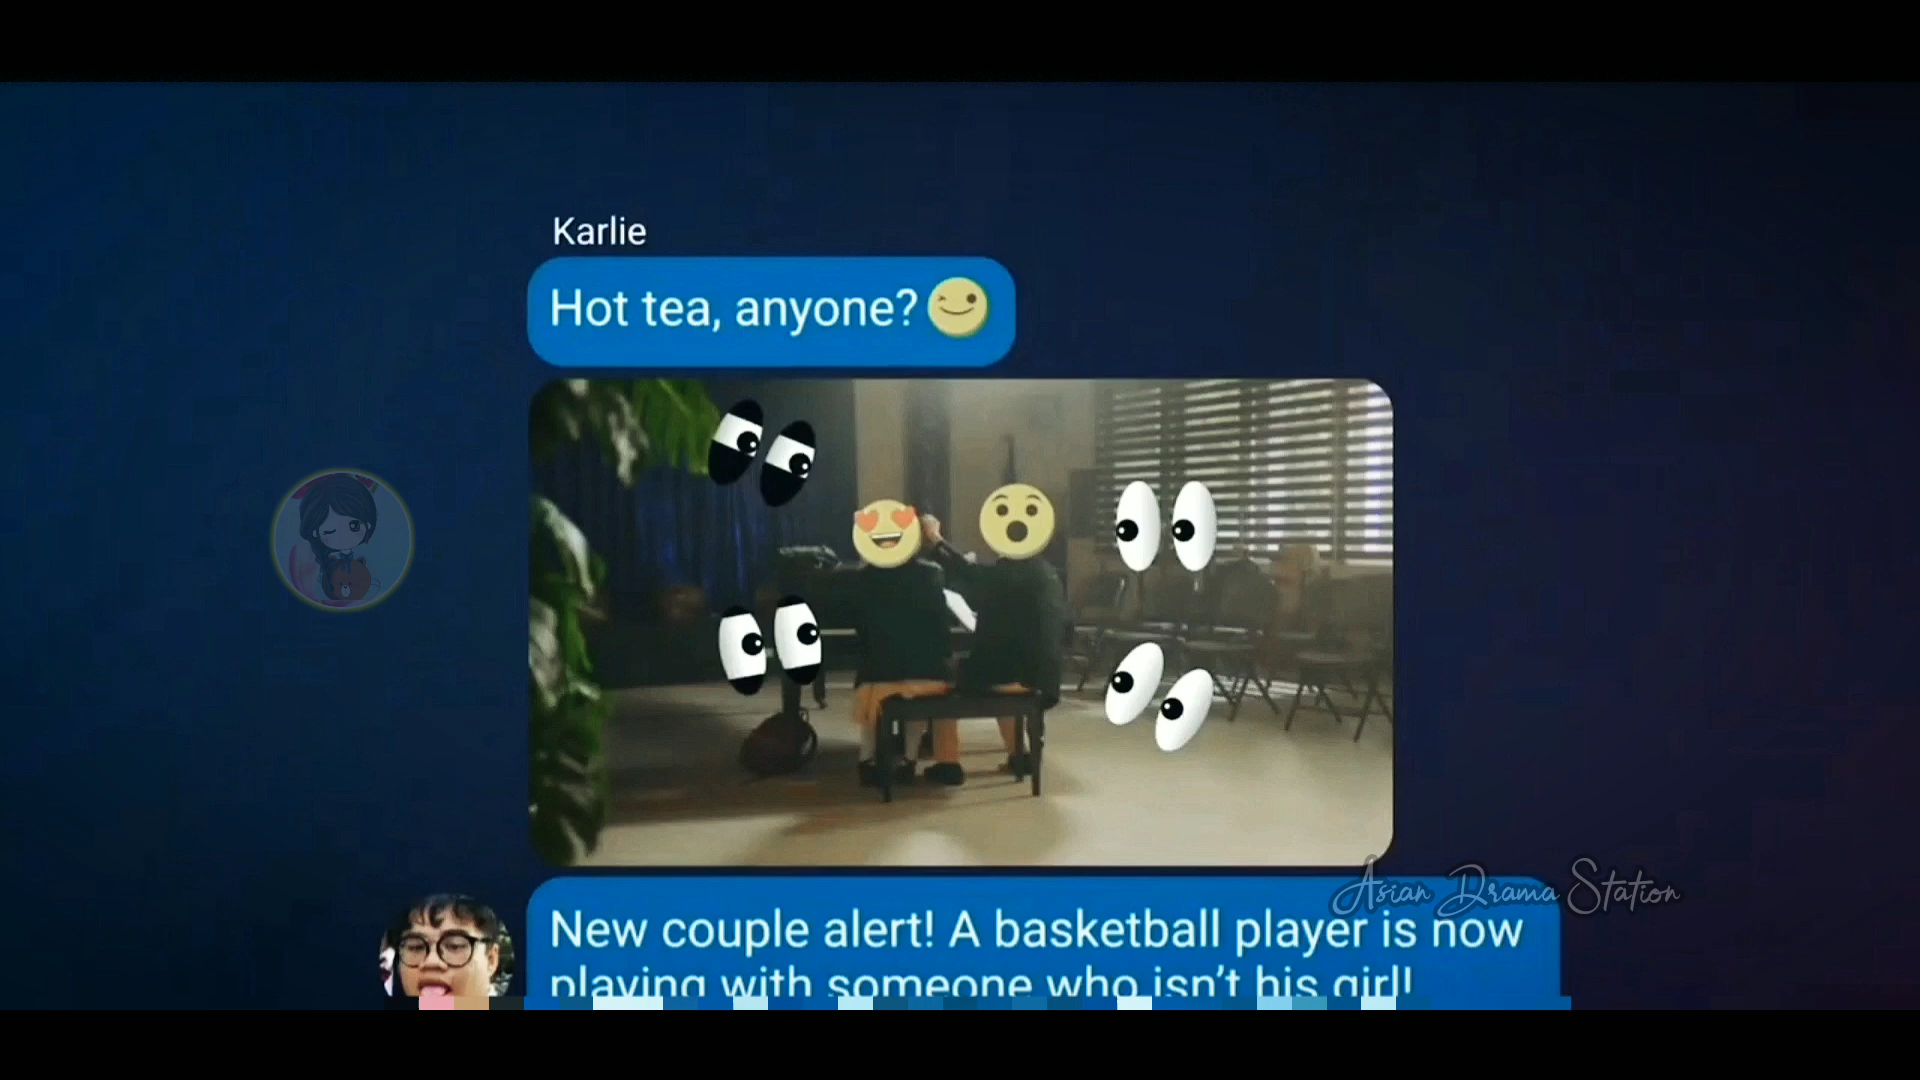 Karlie
Hot tea, anyone?
Asian Drama Station
New couple alert! A basketball player is now
playing with someone who isn't his girl!